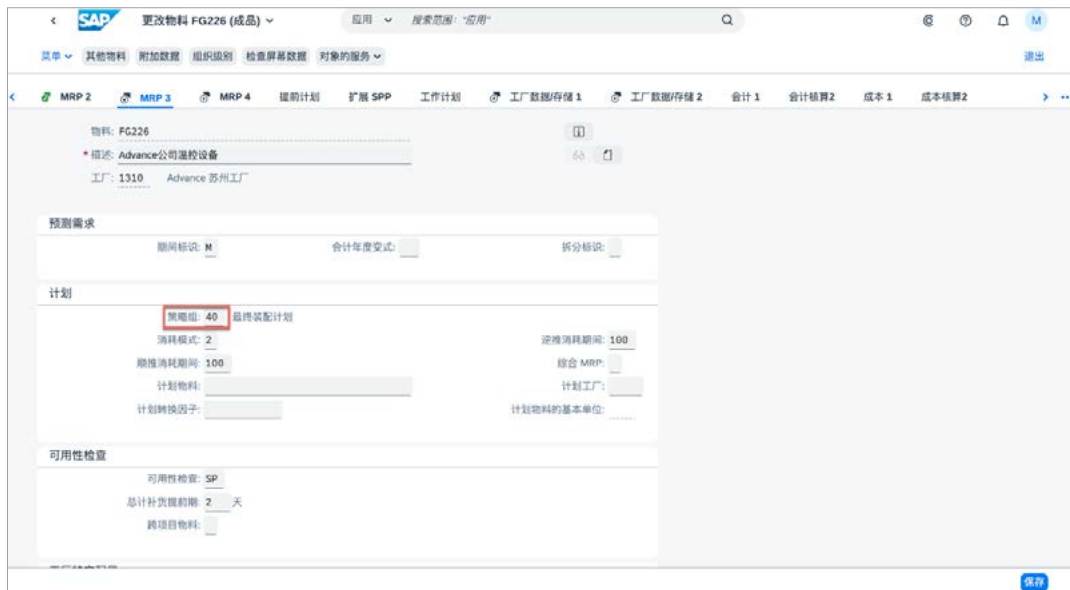 SAP 更改物料 FG226 (成品) 应用 搜索范围: "应用" M
菜单 其他物料 附加数据 组织级别 检查屏幕数据 对象的服务 退出
MRP 2 MRP 3 MRP 4 提前计划 扩展 SPP 工作计划 工厂数据/存储 1 工厂数据/存储 2 会计 1 会计核算2 成本 1 成本核算2
物料: FG226
*描述: Advance公司温控设备
工厂: 1310 Advance 苏州工厂
预测需求
期间标识: M 会计年度变式: 拆分标识:
计划
策略组: 40 最终装配计划
消耗模式: 2 逆推消耗期间: 100
顺推消耗期间: 100 综合 MRP:
计划物料: 计划工厂:
计划转换因子: 计划物料的基本单位:
可用性检查
可用性检查: SP
总计补货提前期: 2 天
跨项目物料:
保存